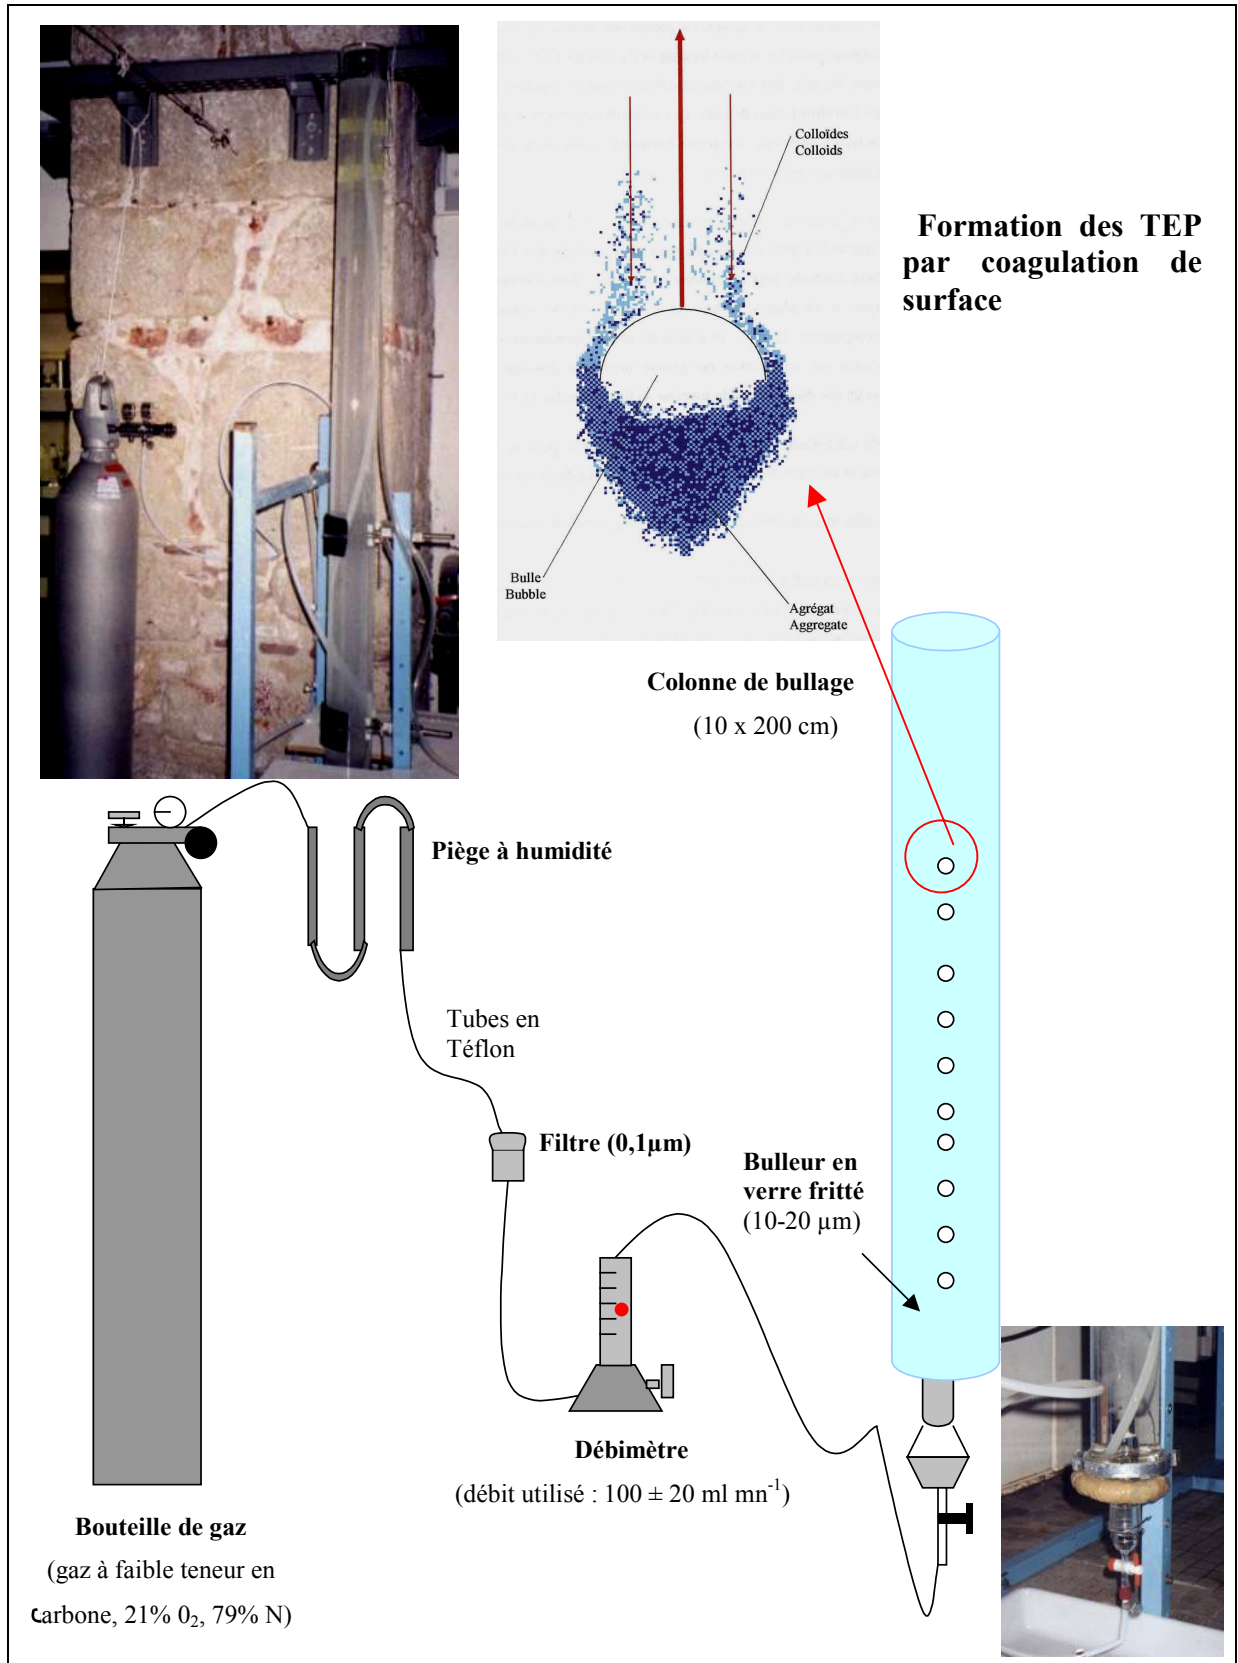 Colloïdes
Colloids
Formation des TEP
par coagulation de
surface
Bulle
Bubble
Agrégat
Aggregate
Colonne de bullage
(10 x 200 cm)
Piège à humidité
Tubes en
Téflon
Filtre (0,1µm)
Bulleur en
verre fritté
(10-20 µm)
Débimètre
(débit utilisé : 100 ± 20 ml mn⁻¹)
Bouteille de gaz
(gaz à faible teneur en
carbone, 21% 0₂, 79% N)